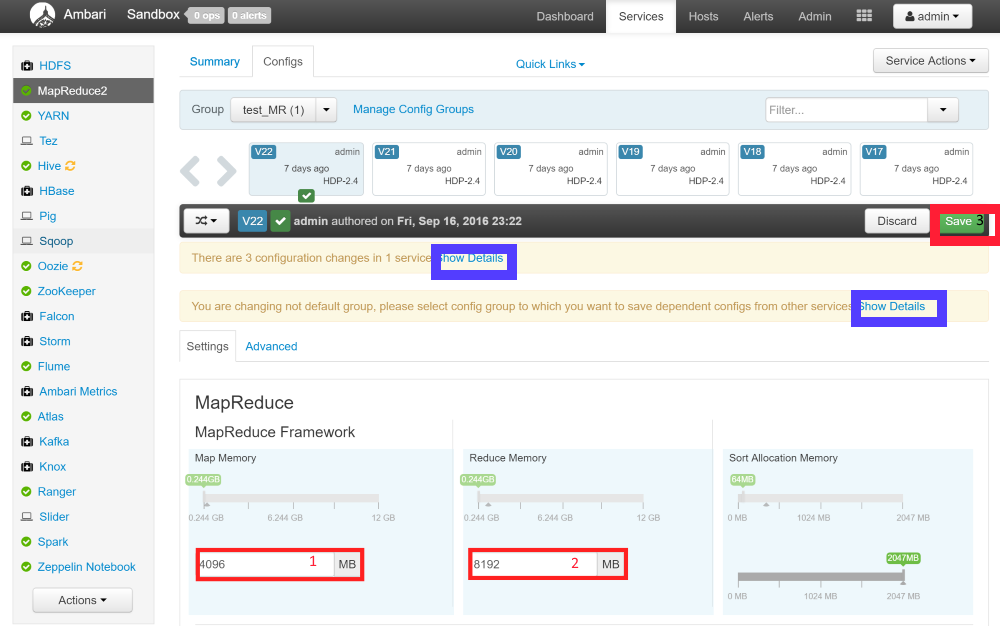 Ambari Sandbox 0 ops 0 alerts Dashboard Services Hosts Alerts Admin admin
HDFS
MapReduce2
YARN
Tez
Hive
HBase
Pig
Sqoop
Oozie
ZooKeeper
Falcon
Storm
Flume
Ambari Metrics
Atlas
Kafka
Knox
Ranger
Slider
Spark
Zeppelin Notebook
Actions
Summary Configs Quick Links Service Actions
Group test_MR (1) Manage Config Groups Filter...
V22 admin V21 admin V20 admin V19 admin V18 admin V17 admin
7 days ago 7 days ago 7 days ago 7 days ago 7 days ago 7 days ago
HDP-2.4 HDP-2.4 HDP-2.4 HDP-2.4 HDP-2.4 HDP-2.4
V22 admin authored on Fri, Sep 16, 2016 23:22 Discard Save 3
There are 3 configuration changes in 1 service Show Details
You are changing not default group, please select config group to which you want to save dependent configs from other services Show Details
Settings Advanced
MapReduce
MapReduce Framework
Map Memory Reduce Memory Sort Allocation Memory
0.244GB 0.244GB 64MB
0.244 GB 6.244 GB 12 GB 0.244 GB 6.244 GB 12 GB 0 MB 1024 MB 2047 MB
4096 1 MB 8192 2 MB 2047MB
0 MB 1024 MB 2047 MB